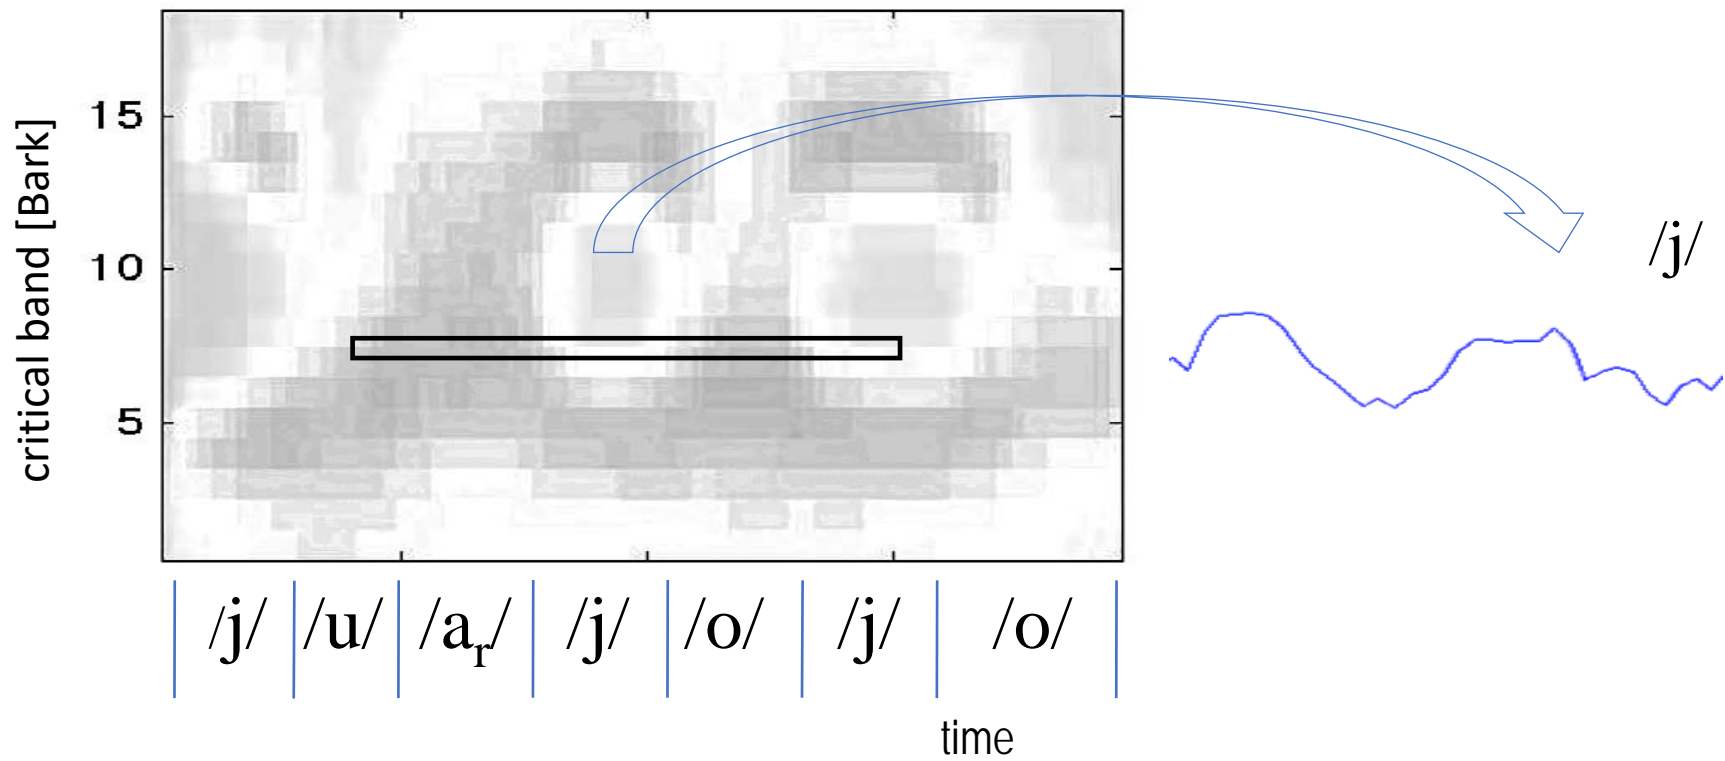 critical band [Bark]
15
10
5
/j/
/j/ /u/ /aᵣ/ /j/ /o/ /j/ /o/
time